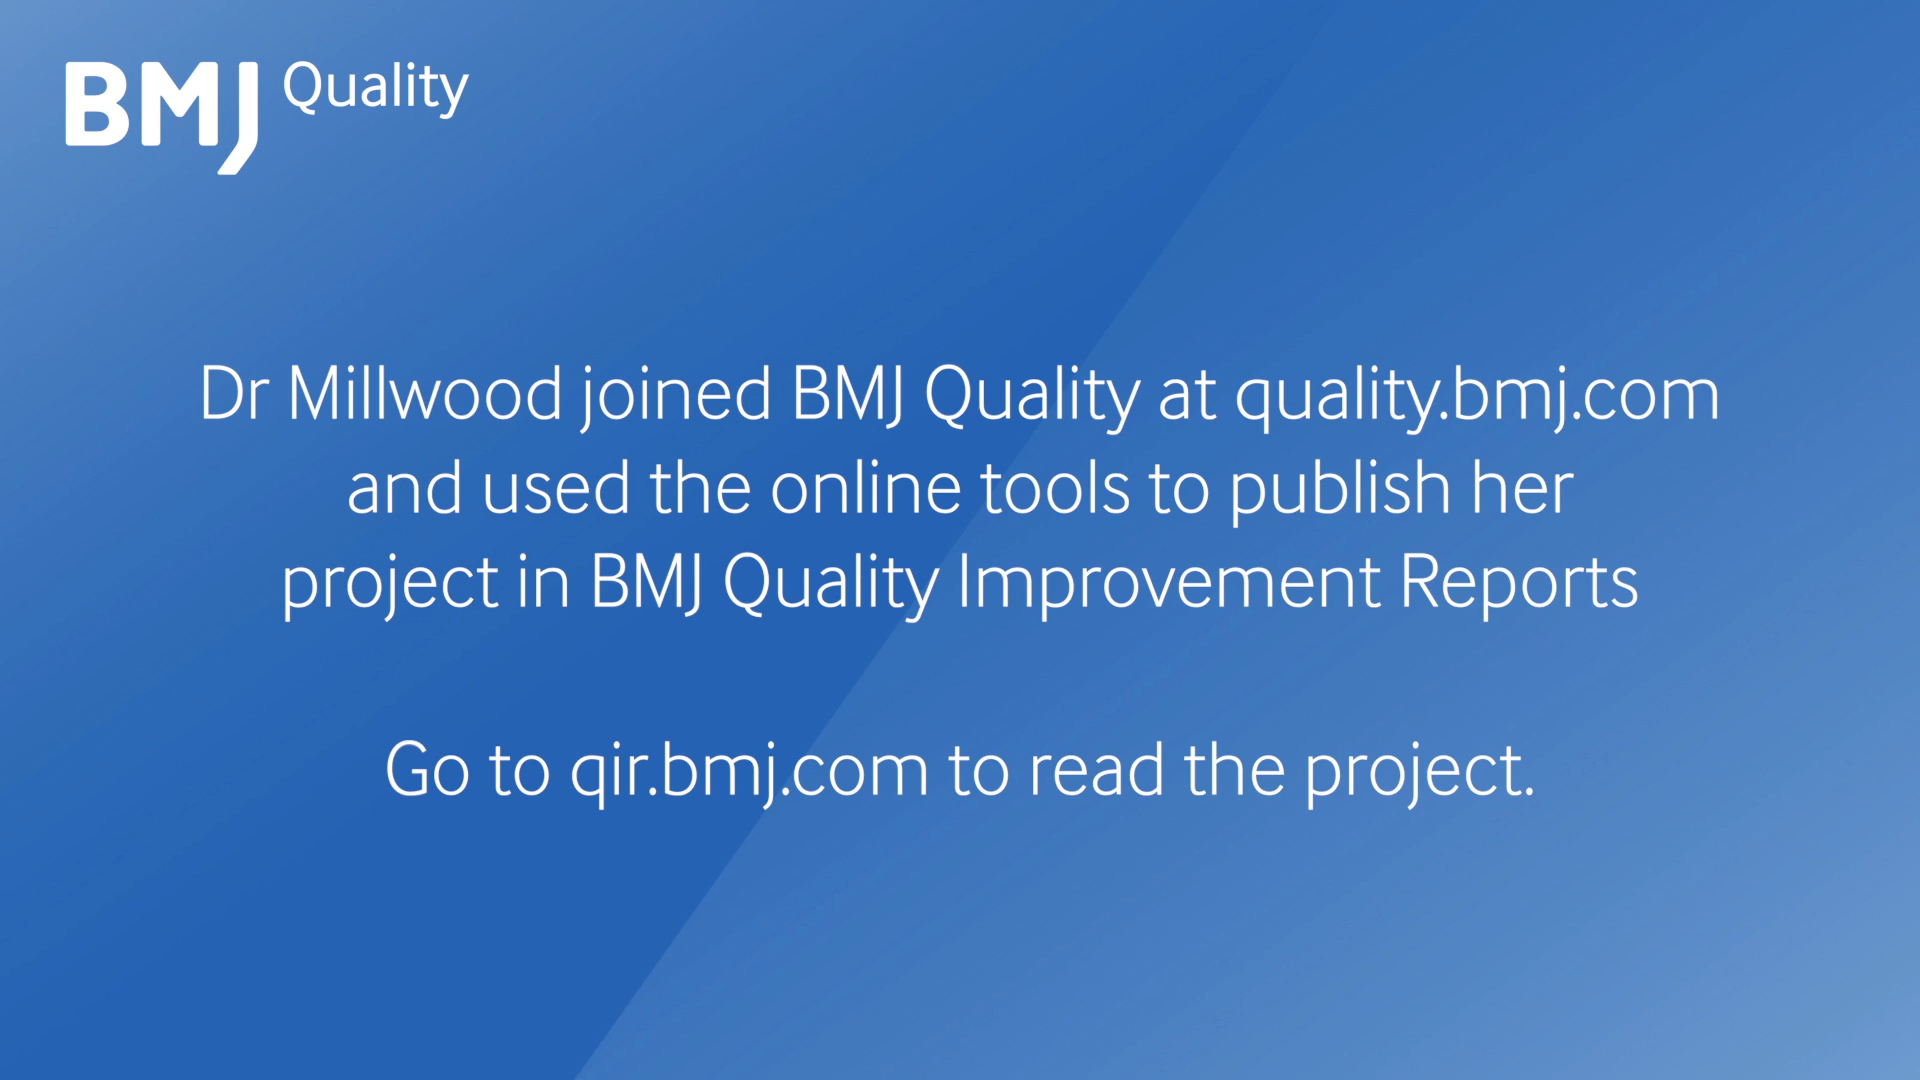 BMJ Quality
Dr Millwood joined BMJ Quality at quality.bmj.com
and used the online tools to publish her
project in BMJ Quality Improvement Reports
Go to qir.bmj.com to read the project.